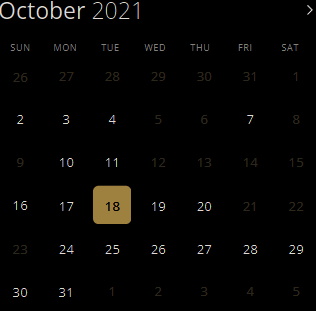 October 2021
SUN MON TUE WED THU FRI SAT
26 27 28 29 30 31 1
2 3 4 5 6 7 8
9 10 11 12 13 14 15
16 17 18 19 20 21 22
23 24 25 26 27 28 29
30 31 1 2 3 4 5